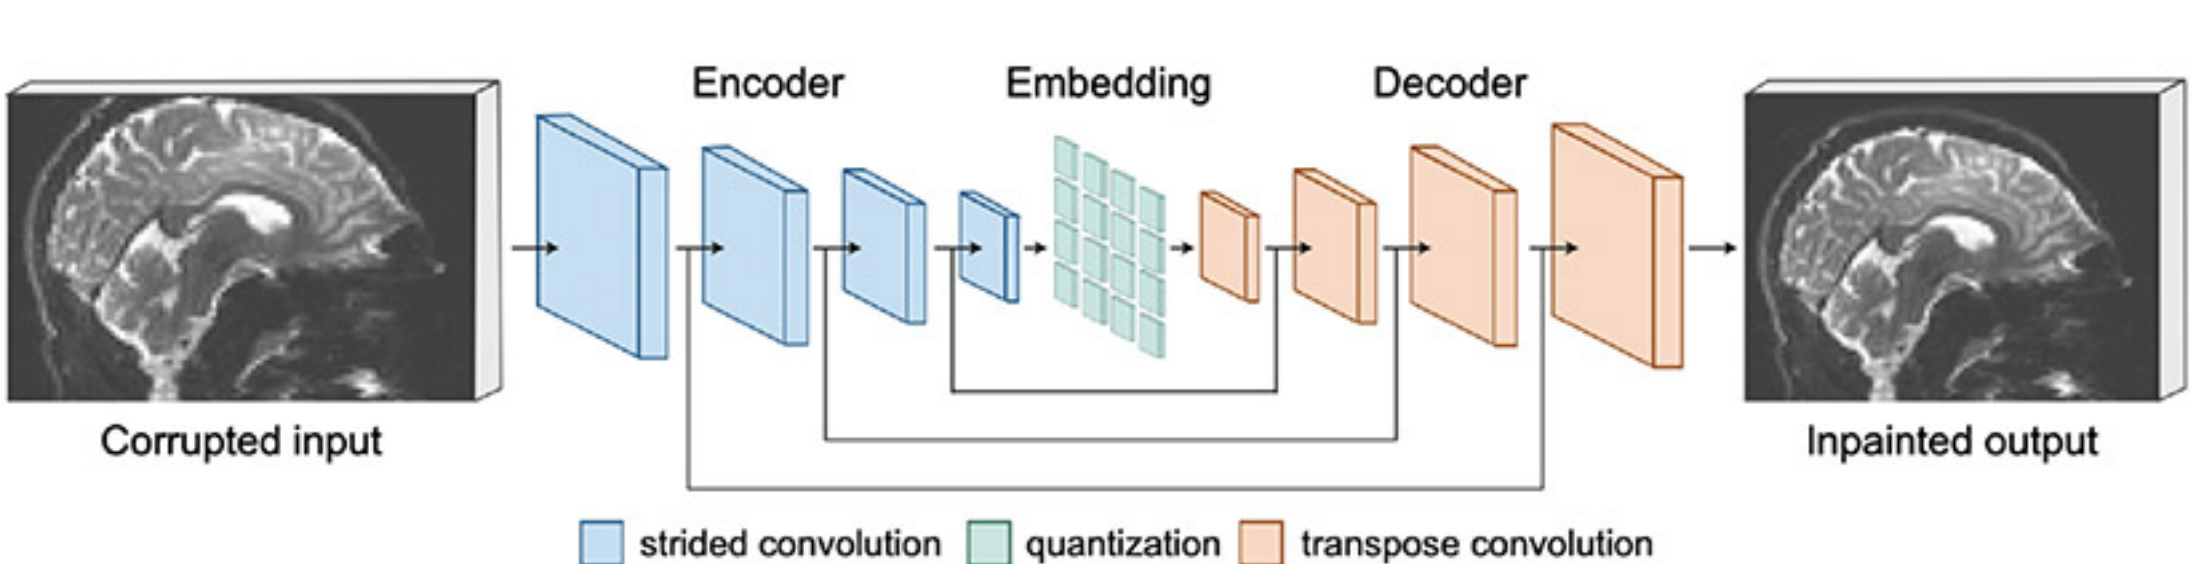 Encoder
Embedding
Decoder
Corrupted input
Inpainted output
strided convolution
quantization
transpose convolution